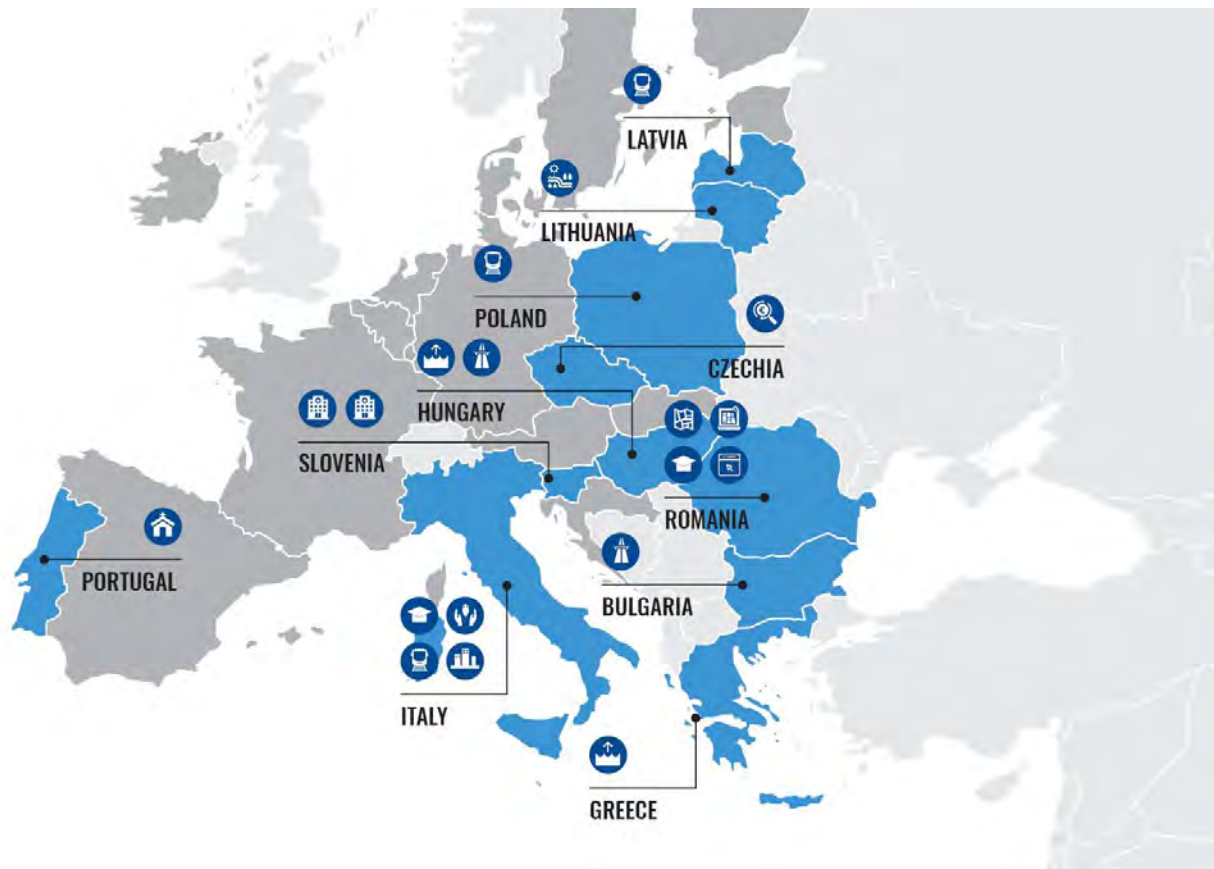 LATVIA
LITHUANIA
POLAND
CZECHIA
HUNGARY
SLOVENIA
ROMANIA
PORTUGAL
BULGARIA
ITALY
GREECE